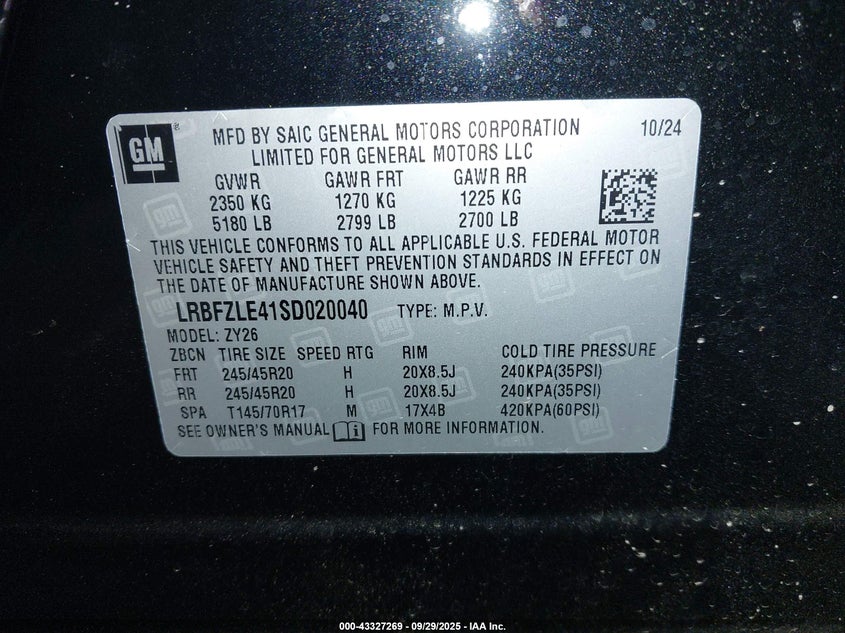 GM
®
MFD BY SAIC GENERAL MOTORS CORPORATION
LIMITED FOR GENERAL MOTORS LLC
10/24
GVWR GAWR FRT GAWR RR
2350 KG 1270 KG 1225 KG
5180 LB 2799 LB 2700 LB
THIS VEHICLE CONFORMS TO ALL APPLICABLE U.S. FEDERAL MOTOR
VEHICLE SAFETY AND THEFT PREVENTION STANDARDS IN EFFECT ON
THE DATE OF MANUFACTURE SHOWN ABOVE.
LRBFZLE41SD020040 TYPE: M.P.V.
MODEL: ZY26
ZBCN TIRE SIZE SPEED RTG RIM COLD TIRE PRESSURE
FRT 245/45R20 H 20X8.5J 240KPA(35PSI)
RR 245/45R20 H 20X8.5J 240KPA(35PSI)
SPA T145/70R17 M 17X4B 420KPA(60PSI)
SEE OWNER'S MANUAL FOR MORE INFORMATION.
000-43327269 - 09/29/2025 - IAA Inc.